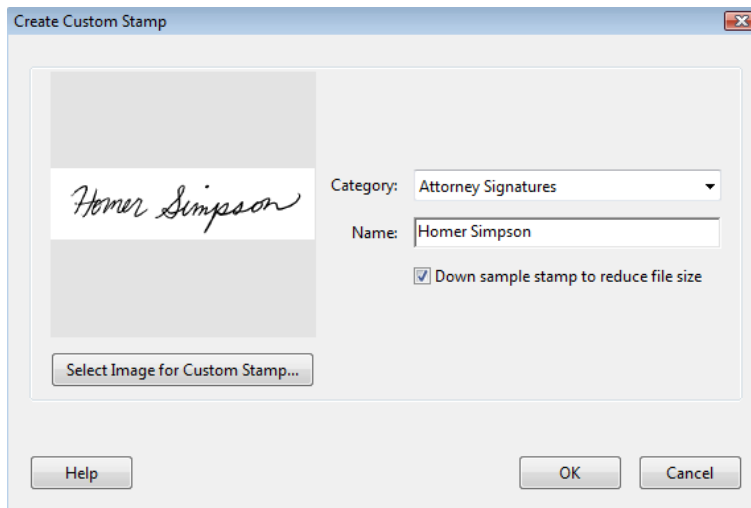 Create Custom Stamp
Homer Simpson
Category: Attorney Signatures
Name: Homer Simpson
Down sample stamp to reduce file size
Select Image for Custom Stamp...
Help OK Cancel